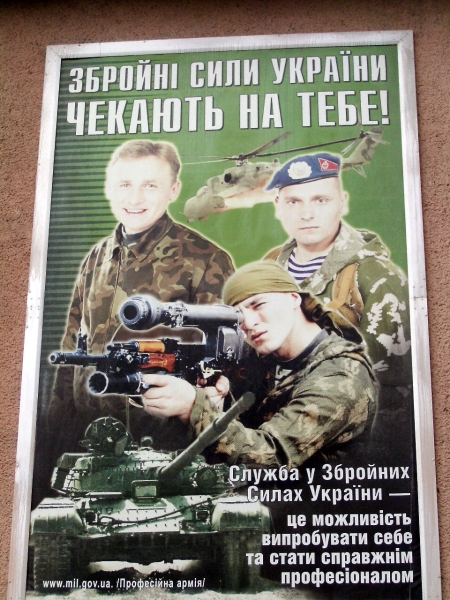 ЗБРОЙНІ СИЛИ УКРАЇНИ
ЧЕКАЮТЬ НА ТЕБЕ!
Служба у Збройних
Силах України —
це можливість
випробувати себе
та стати справжнім
професіоналом
www.mil.gov.ua. /Професійна армія/